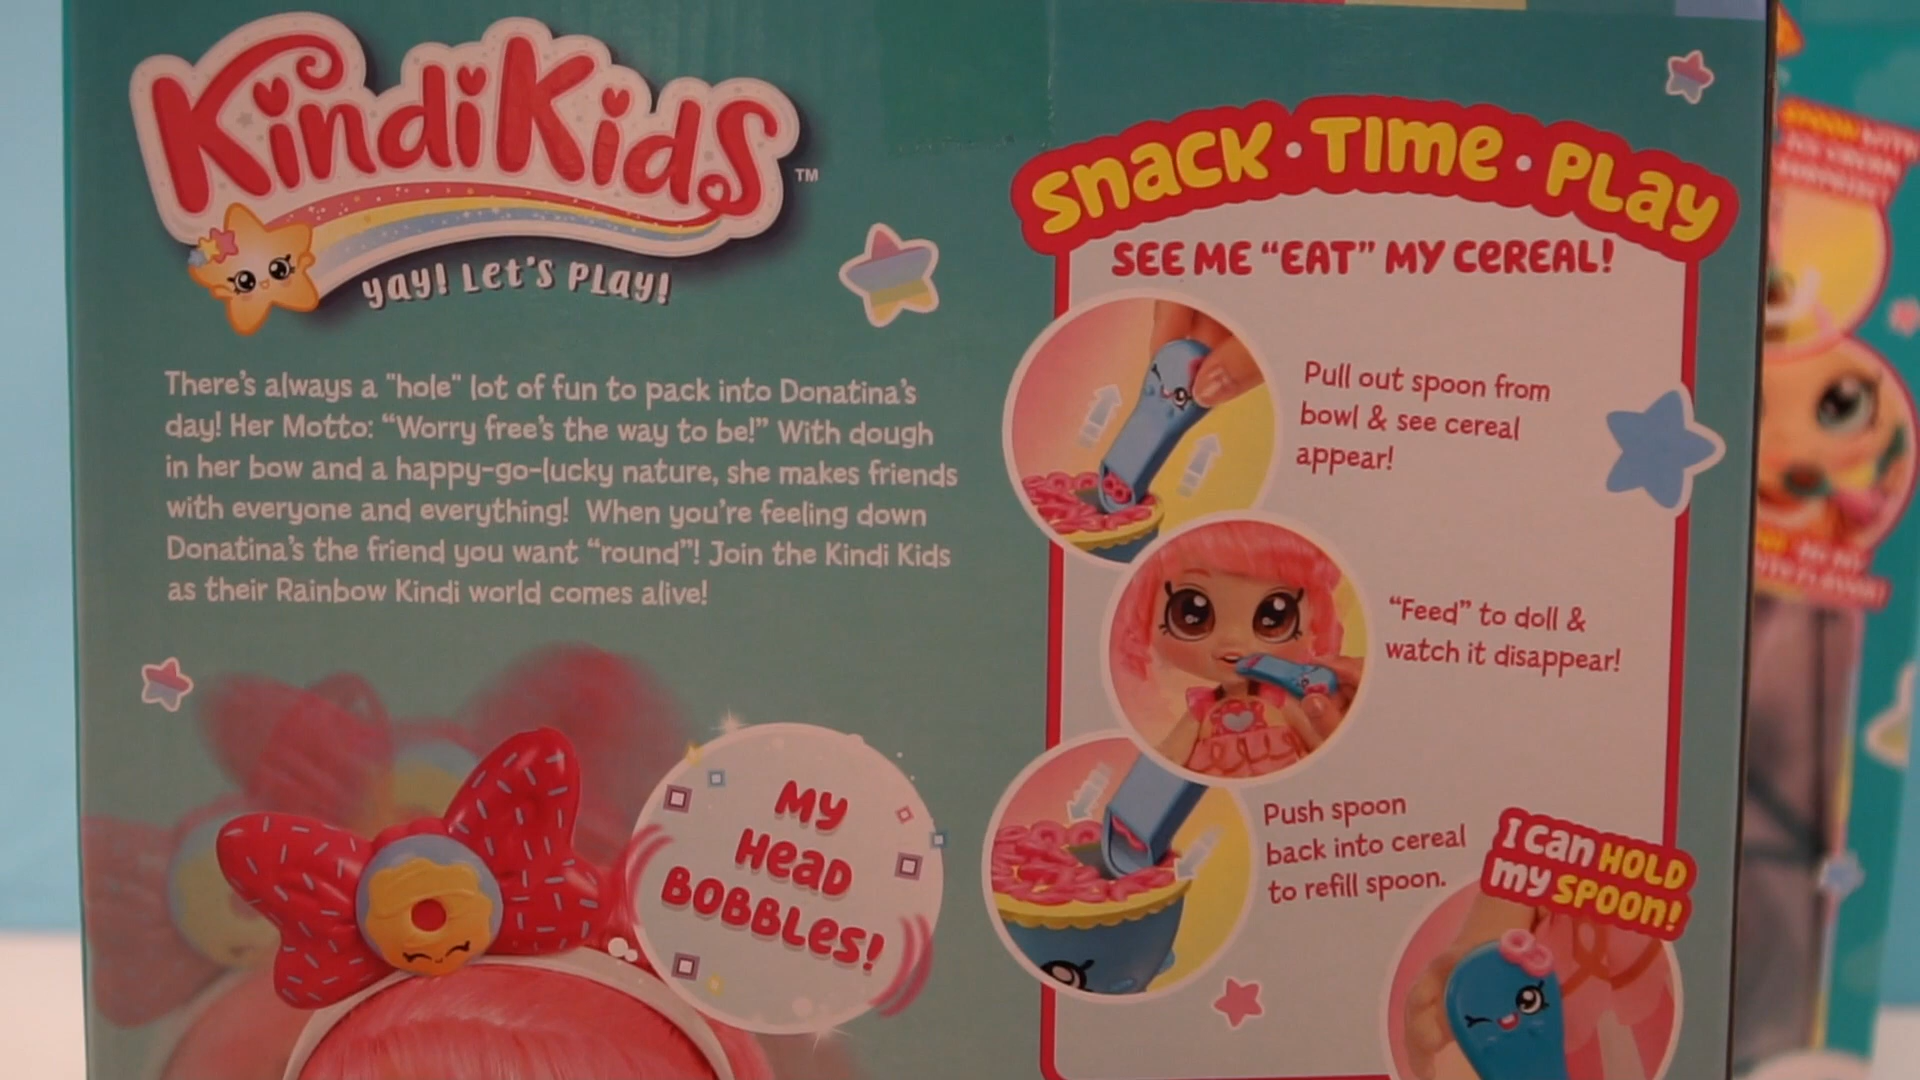 Kindi Kids
TM
yay! Let's Play!
There's always a "hole" lot of fun to pack into Donatina's
day! Her Motto: “Worry free's the way to be!” With dough
in her bow and a happy-go-lucky nature, she makes friends
with everyone and everything! When you're feeling down
Donatina's the friend you want “round”! Join the Kindi Kids
as their Rainbow Kindi world comes alive!
My
Head
Bobbles!
Snack • Time • Play
SEE ME “EAT” MY CEREAL!
Pull out spoon from
bowl & see cereal
appear!
“Feed” to doll &
watch it disappear!
Push spoon
back into cereal
to refill spoon.
I can HOLD
my SPOON!